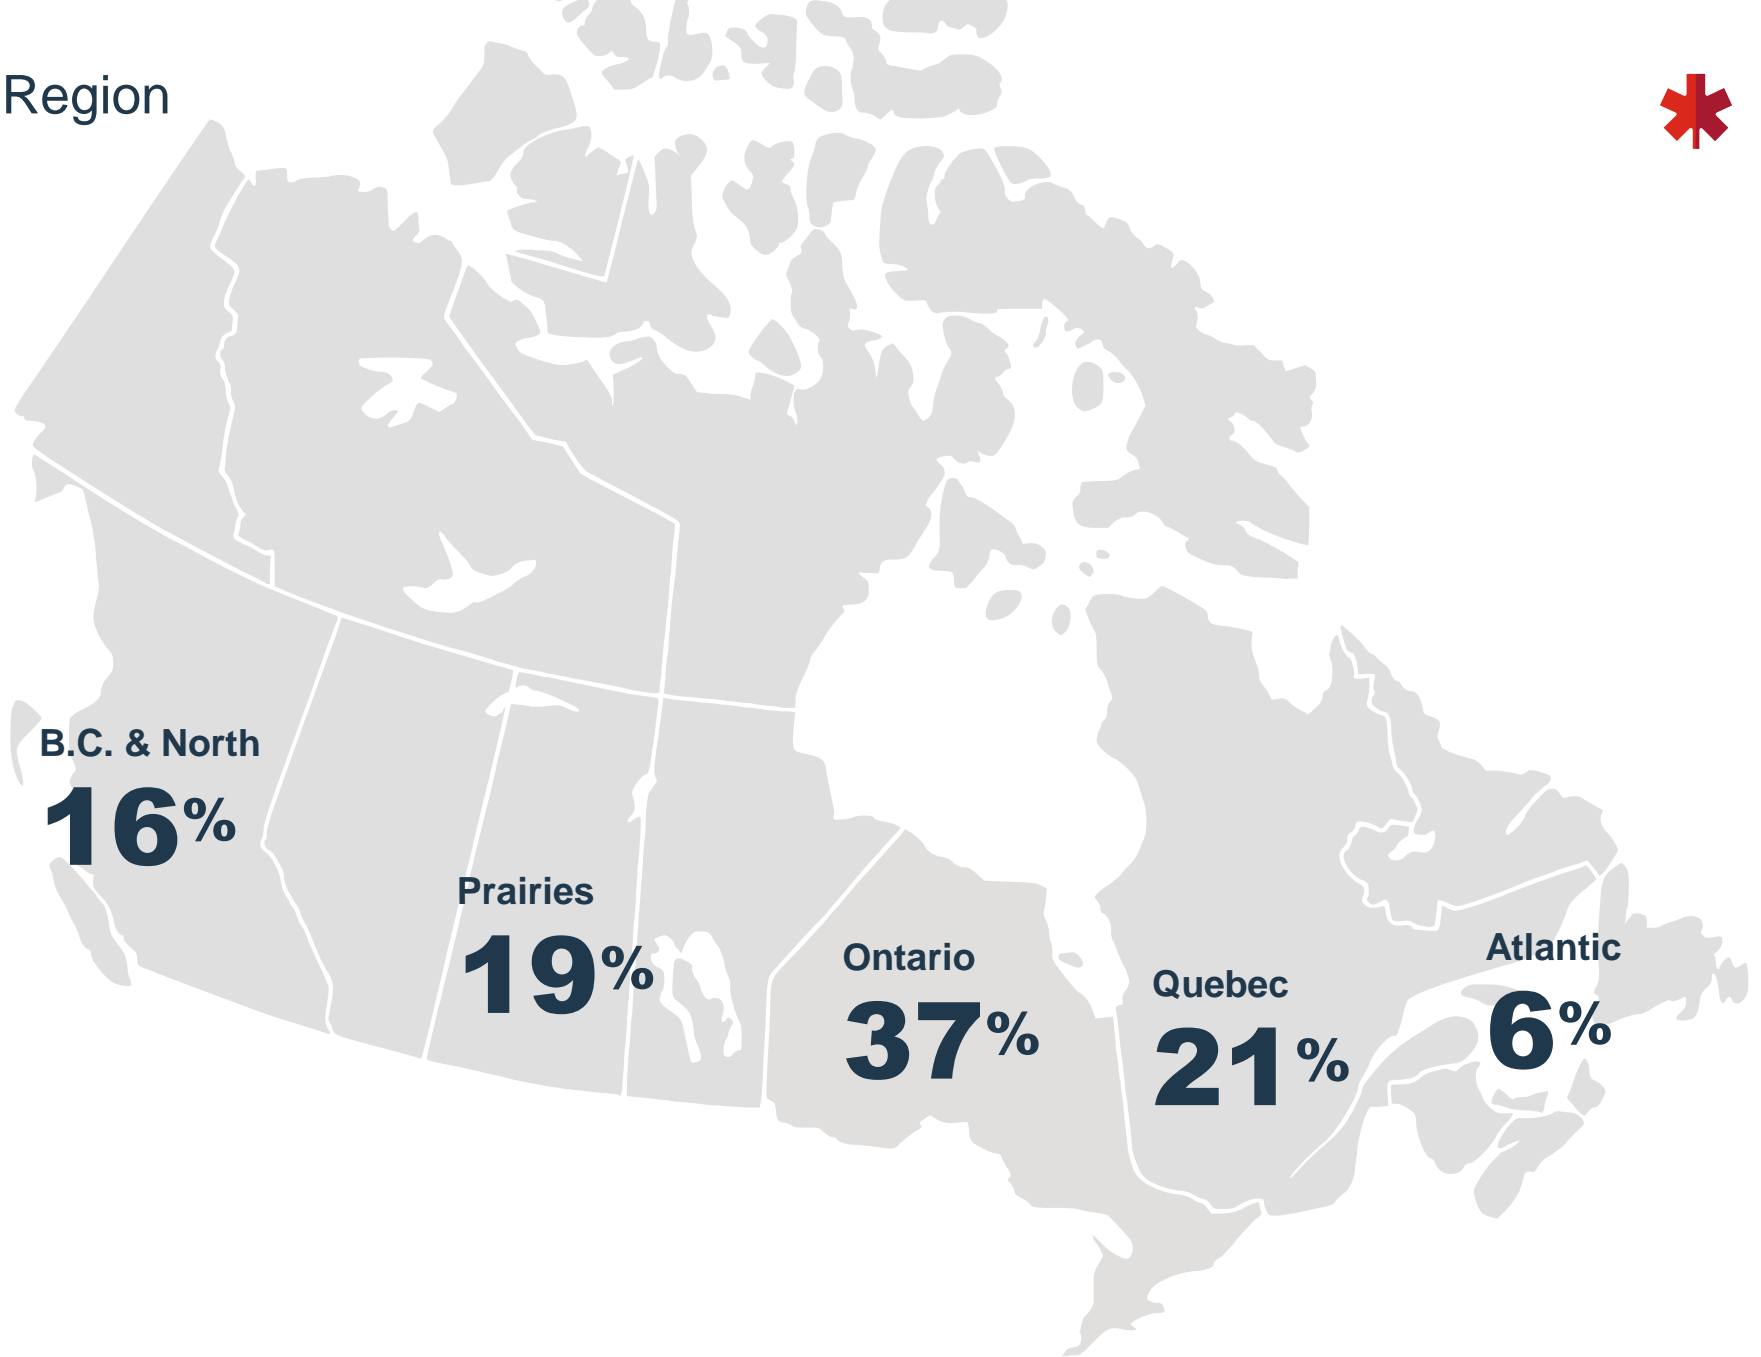 Region
B.C. & North
16%
Prairies
19%
Ontario
37%
Quebec
21%
Atlantic
6%